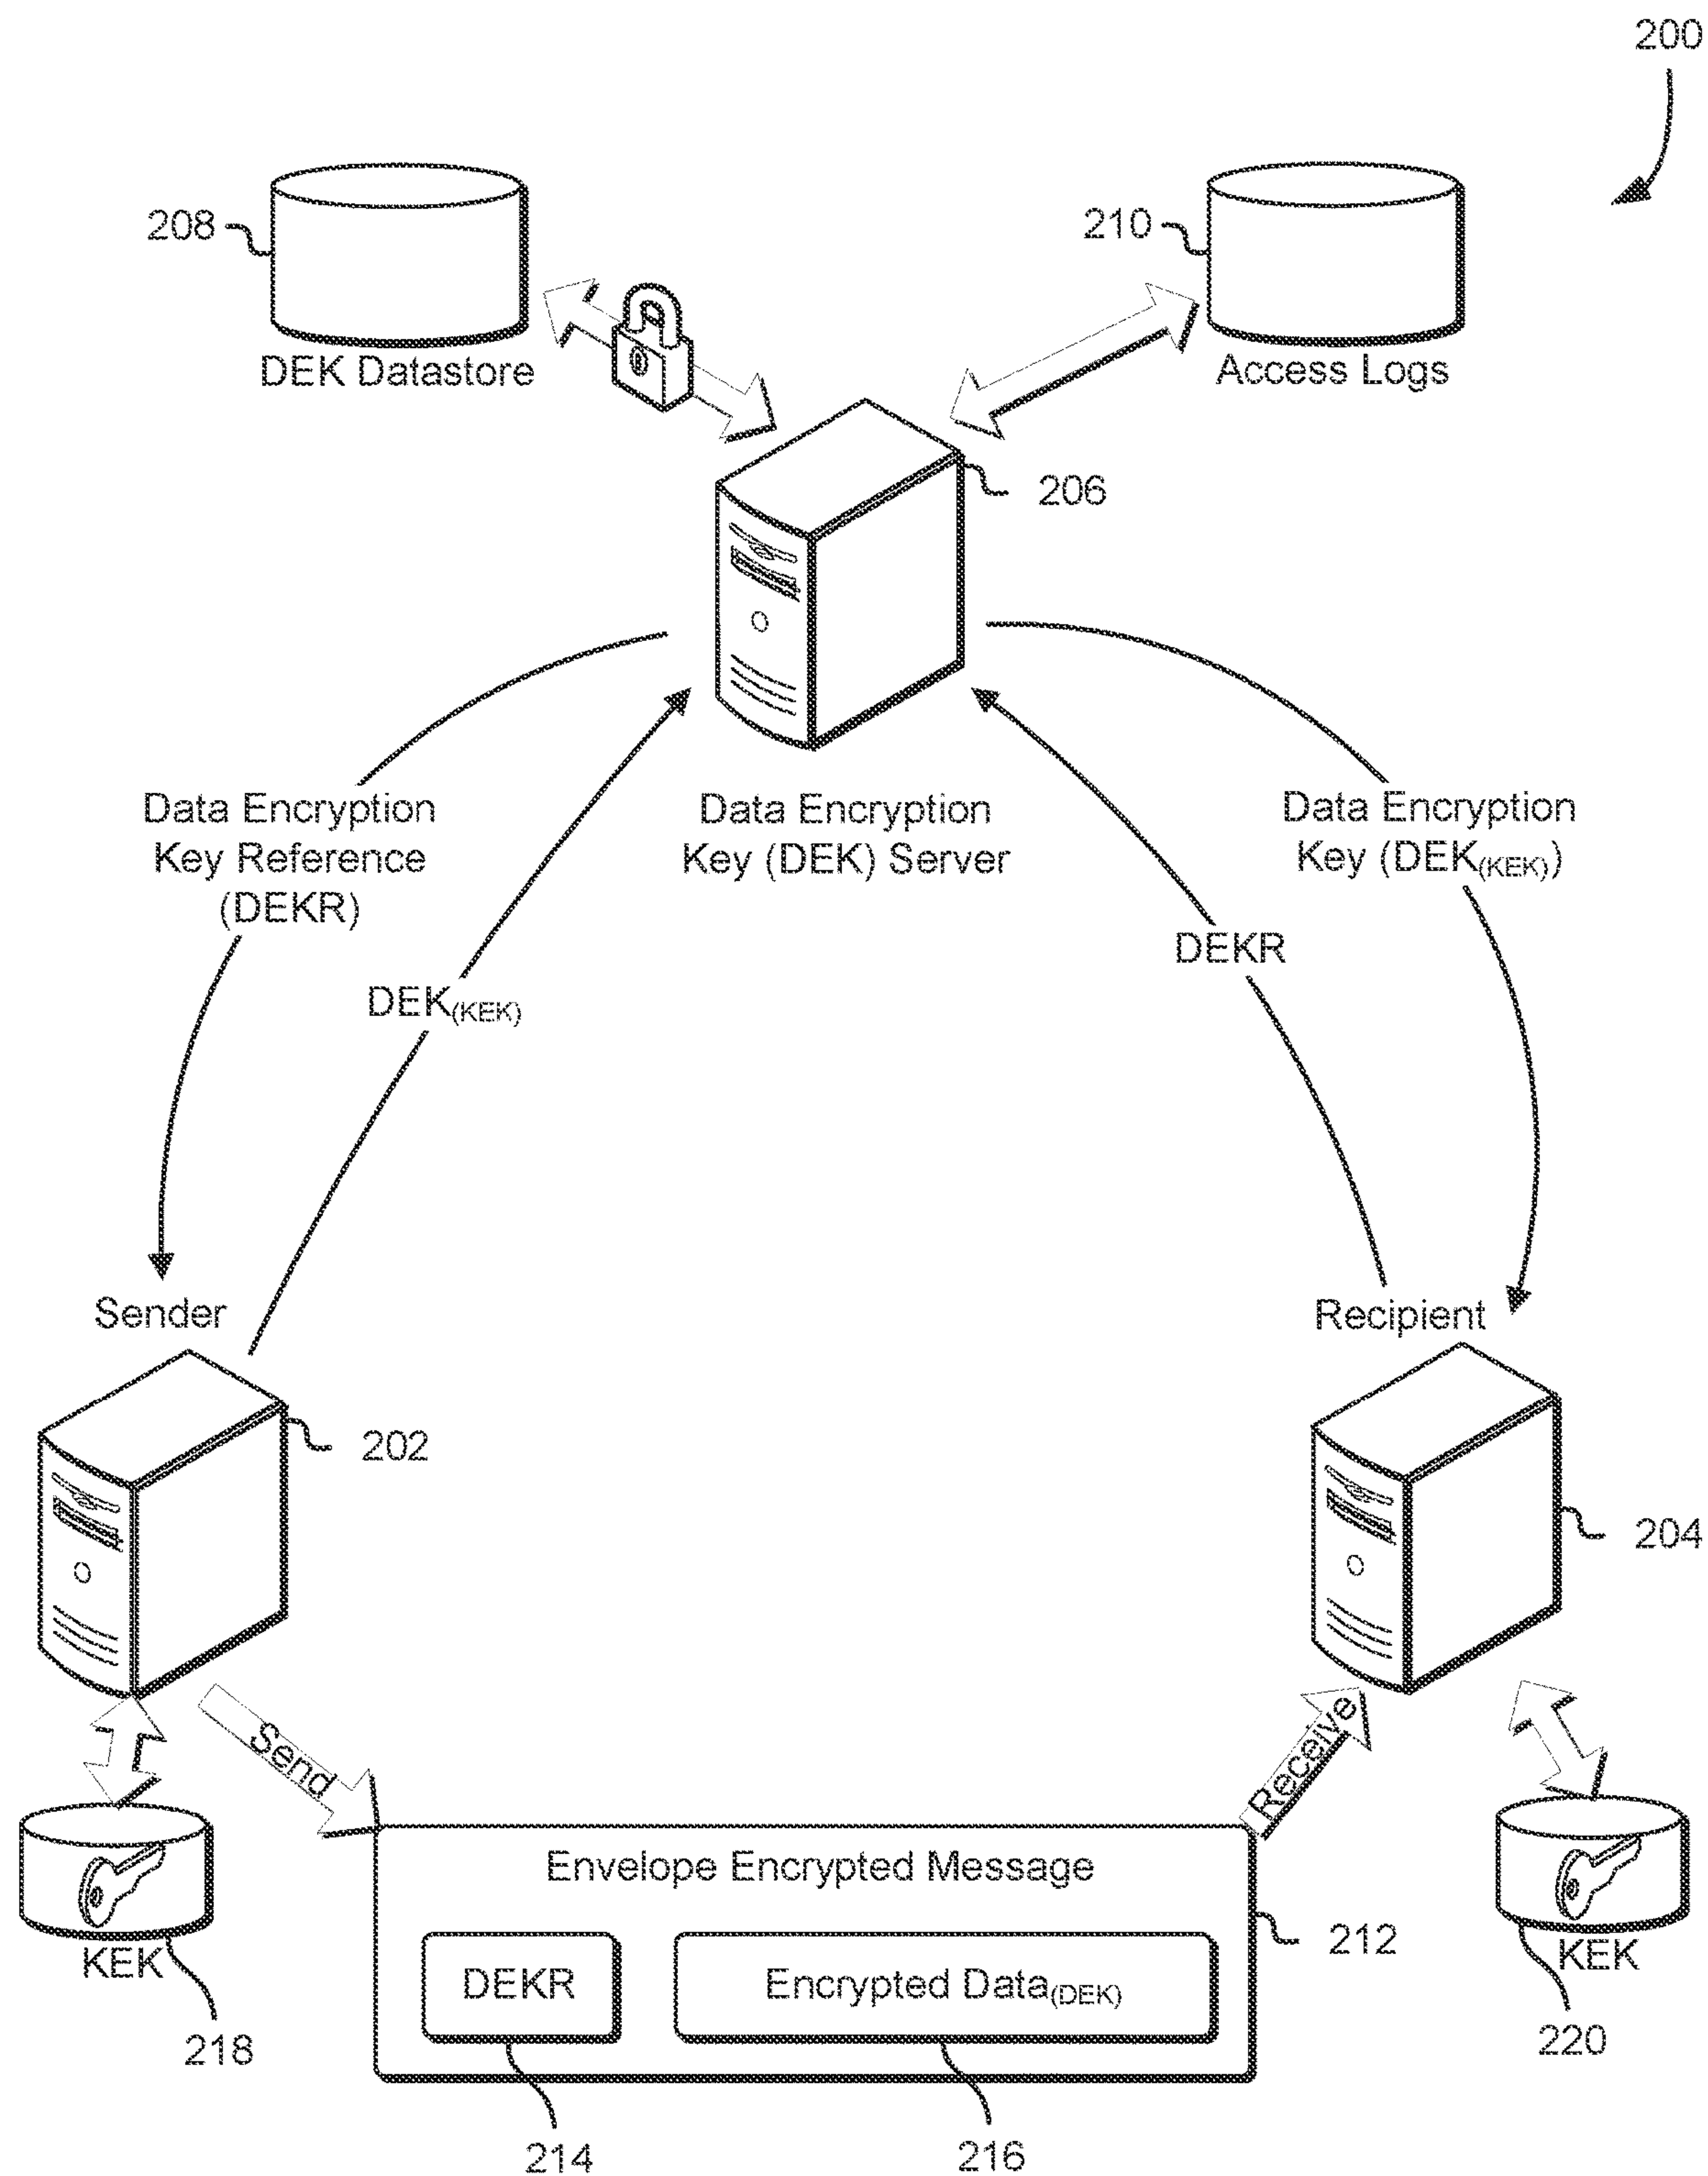 200
208
210
DEK Datastore
Access Logs
206
Data Encryption
Key Reference
(DEKR)
Data Encryption
Key (DEK) Server
Data Encryption
Key (DEK(KEK))
DEKR
DEK(KEK)
Sender
Recipient
202
204
Send
Receive
Envelope Encrypted Message
212
KEK
KEK
DEKR
Encrypted Data(DEK)
218
220
214
216